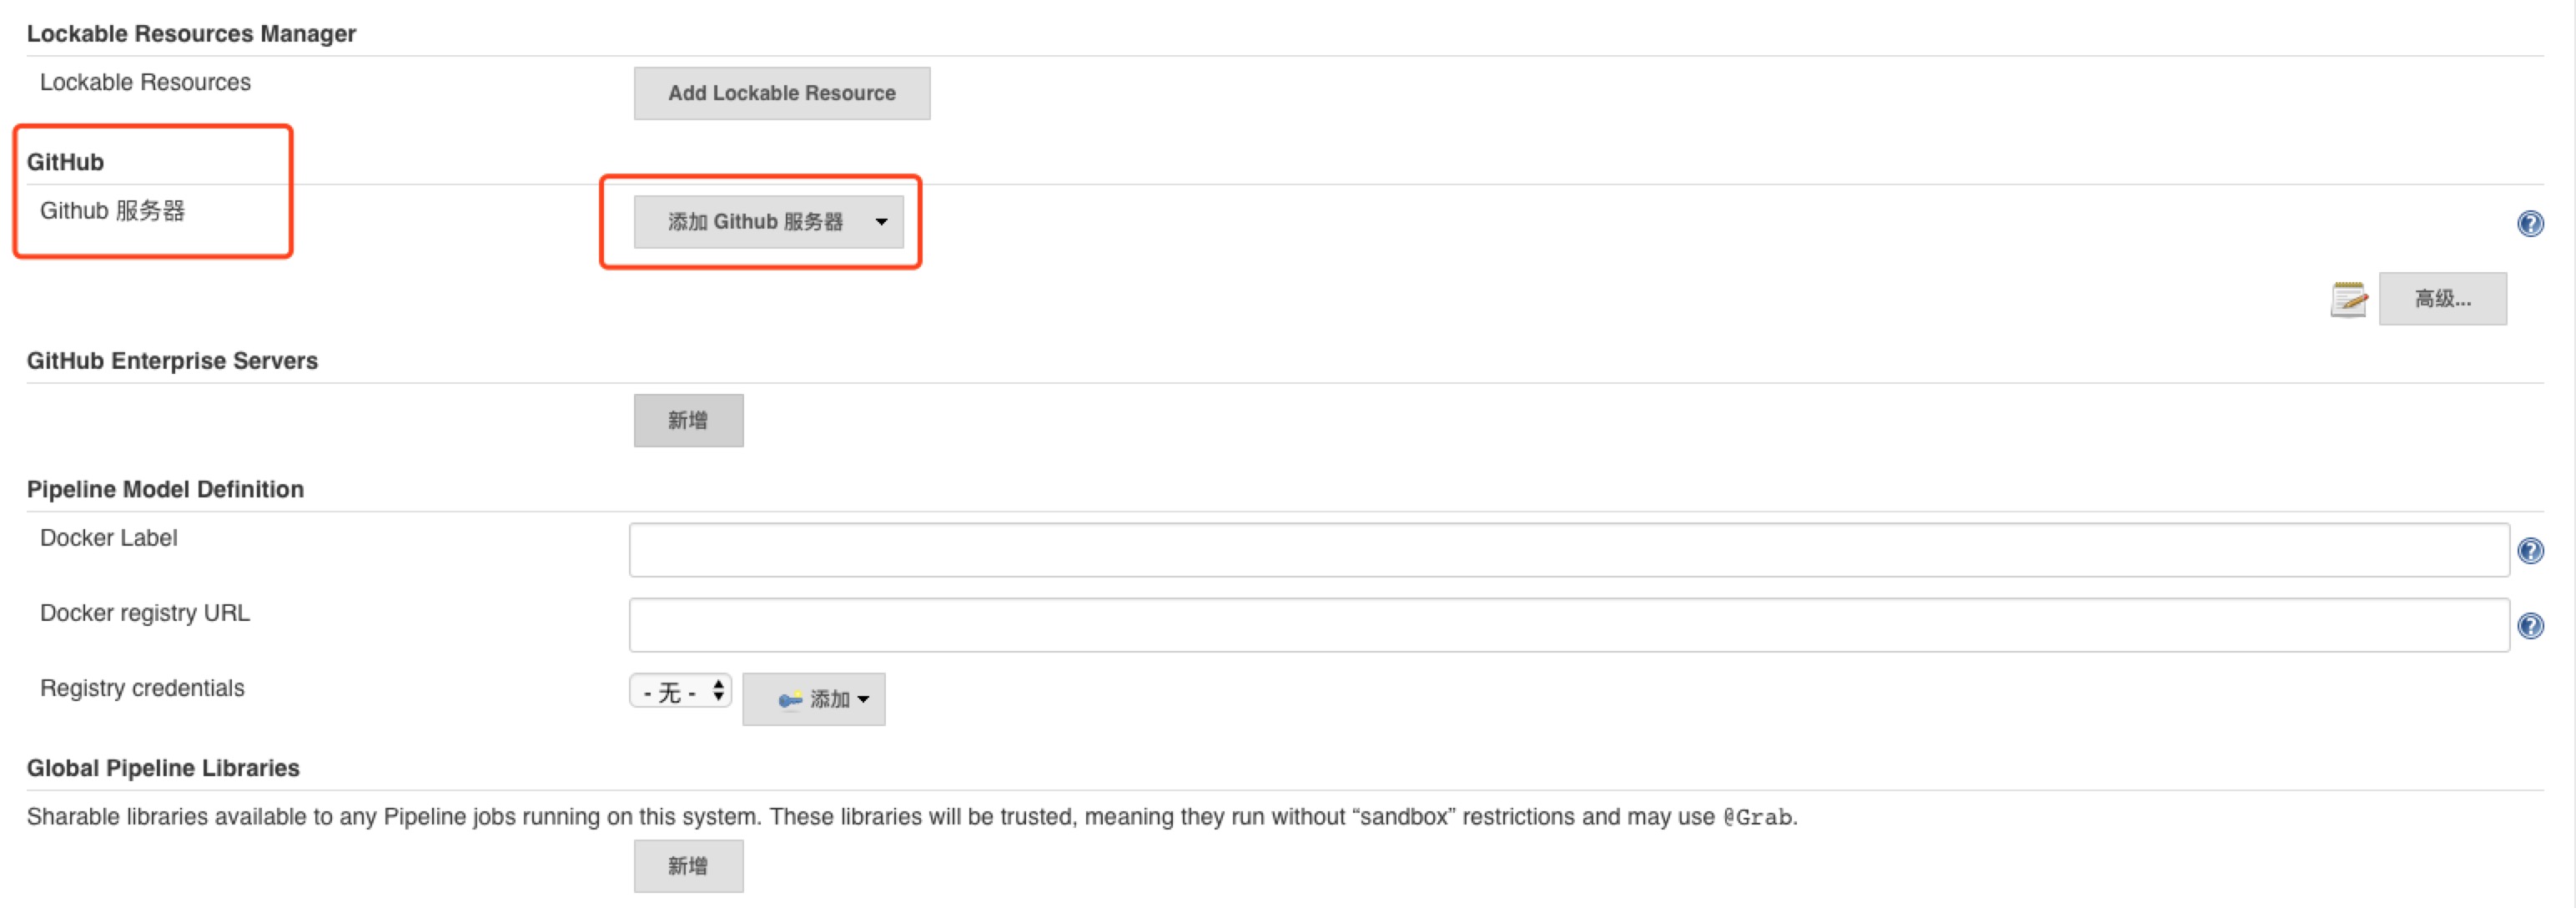 Lockable Resources Manager
Lockable Resources
Add Lockable Resource
GitHub
Github 服务器
添加 Github 服务器
高级...
GitHub Enterprise Servers
新增
Pipeline Model Definition
Docker Label
Docker registry URL
Registry credentials
- 无 -
添加
Global Pipeline Libraries
Sharable libraries available to any Pipeline jobs running on this system. These libraries will be trusted, meaning they run without “sandbox” restrictions and may use @Grab.
新增